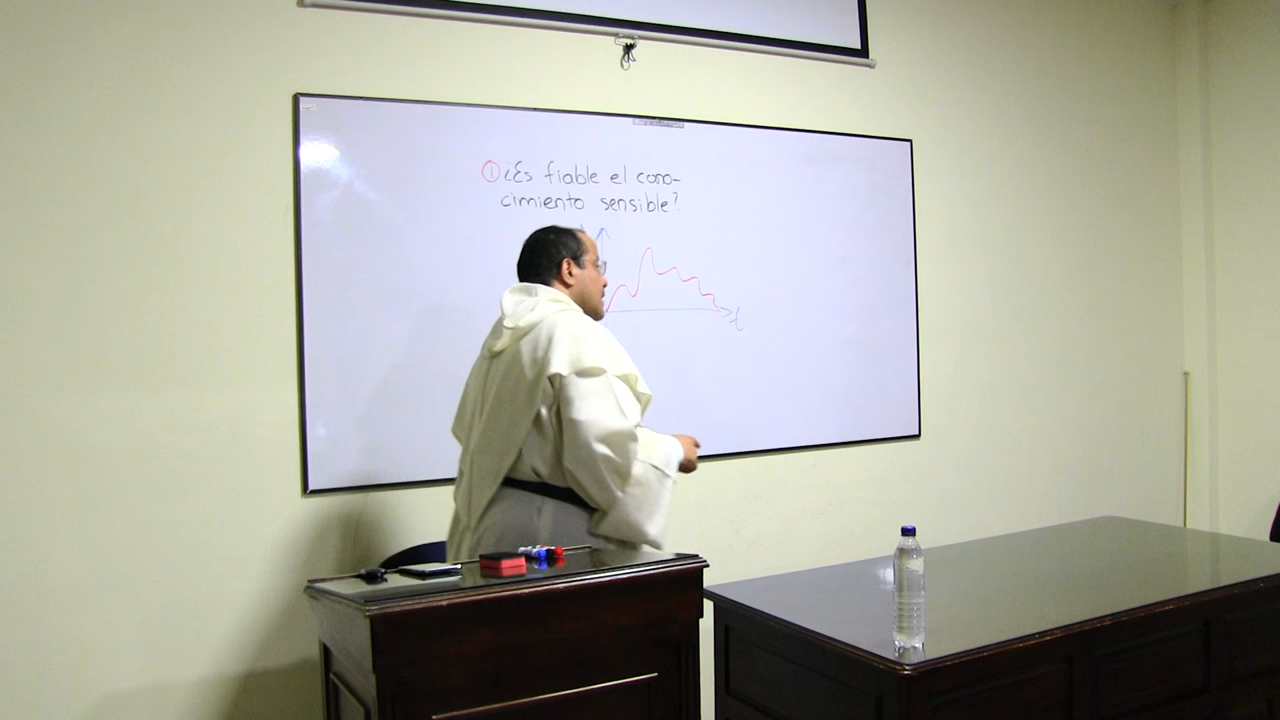 ① ¿Es fiable el cono-
cimiento sensible?
t